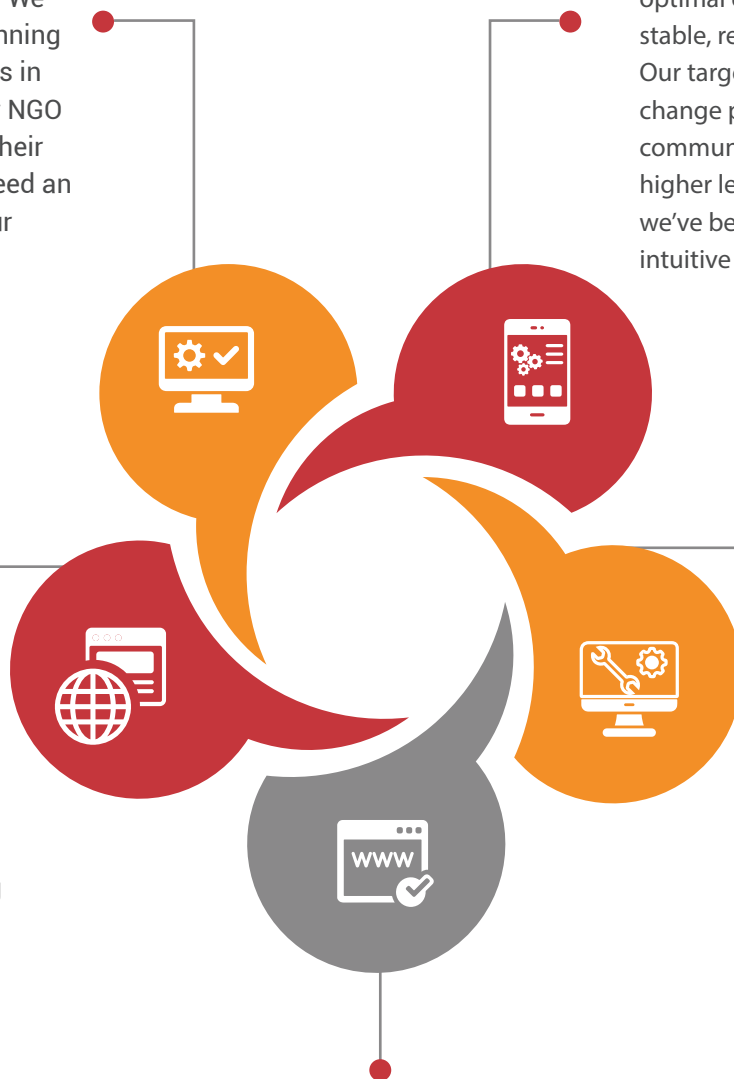 We
nning
s in
NGO
heir
eed an
ur
optimal
stable, re
Our targe
change p
commun
higher le
we've be
intuitive
www